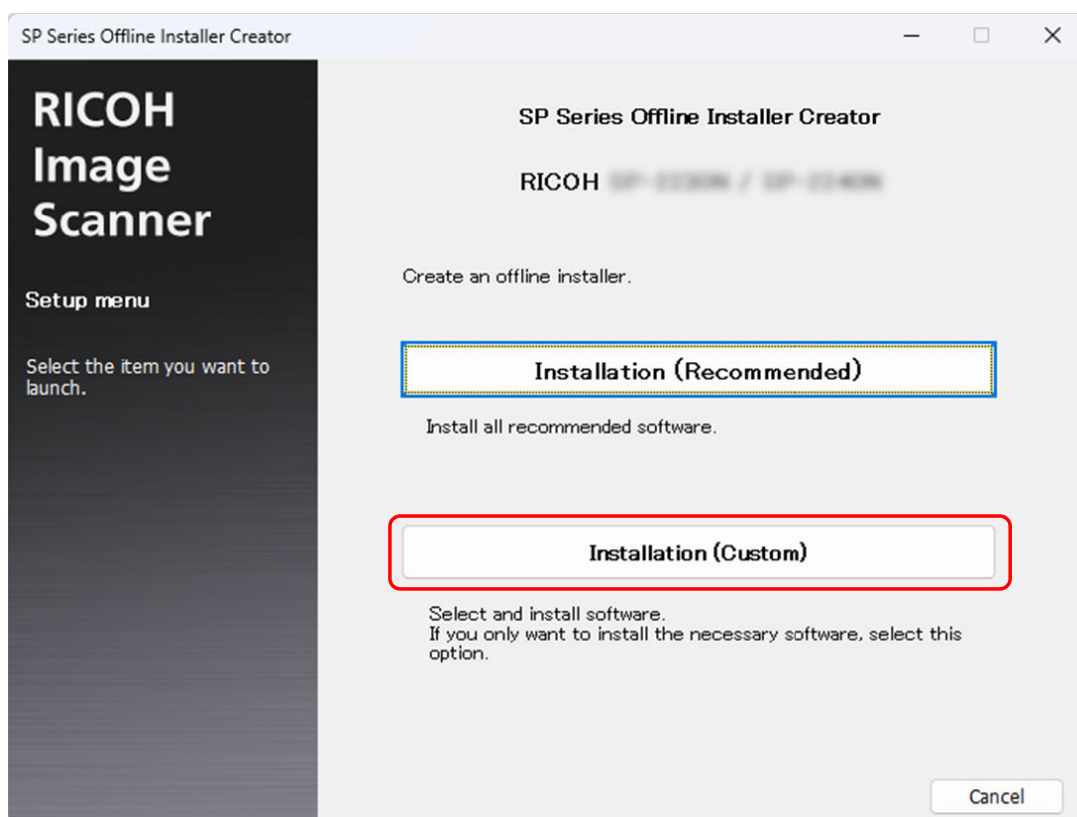 SP Series Offline Installer Creator
RICOH
Image
Scanner
Setup menu
Select the item you want to
launch.
SP Series Offline Installer Creator
RICOH
Create an offline installer.
Installation (Recommended)
Install all recommended software.
Installation (Custom)
Select and install software.
If you only want to install the necessary software, select this
option.
Cancel